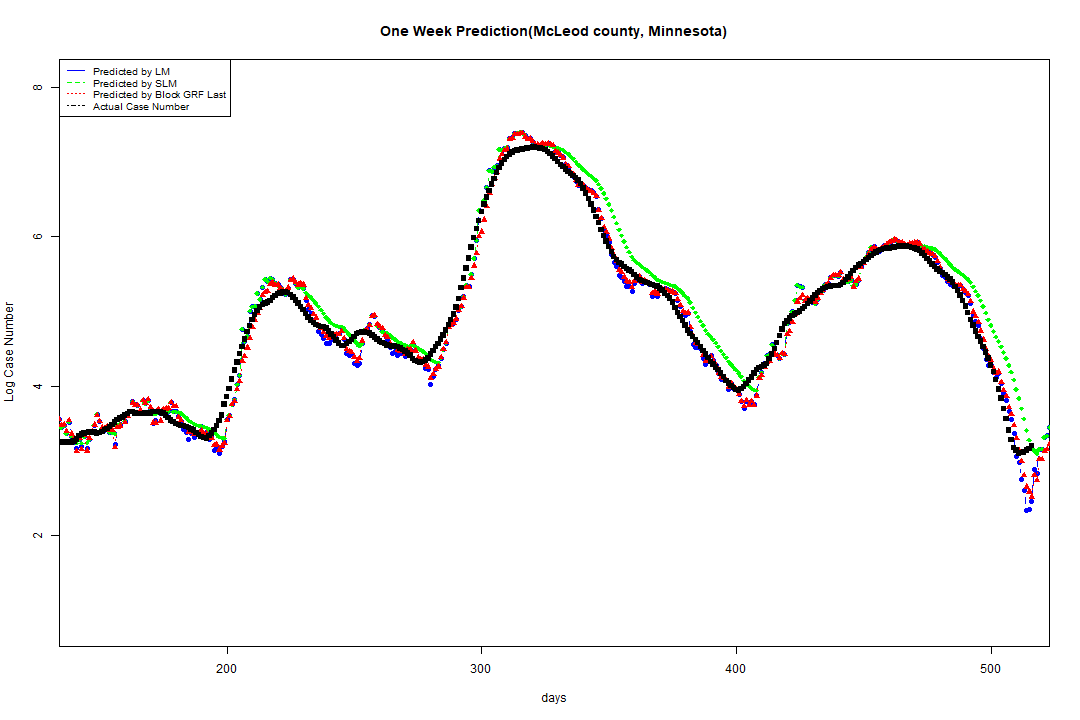 One Week Prediction(McLeod county, Minnesota)
Predicted by LM
Predicted by SLM
Predicted by Block GRF Last
Actual Case Number
8
6
4
2
Log Case Number
200 300 400 500
days